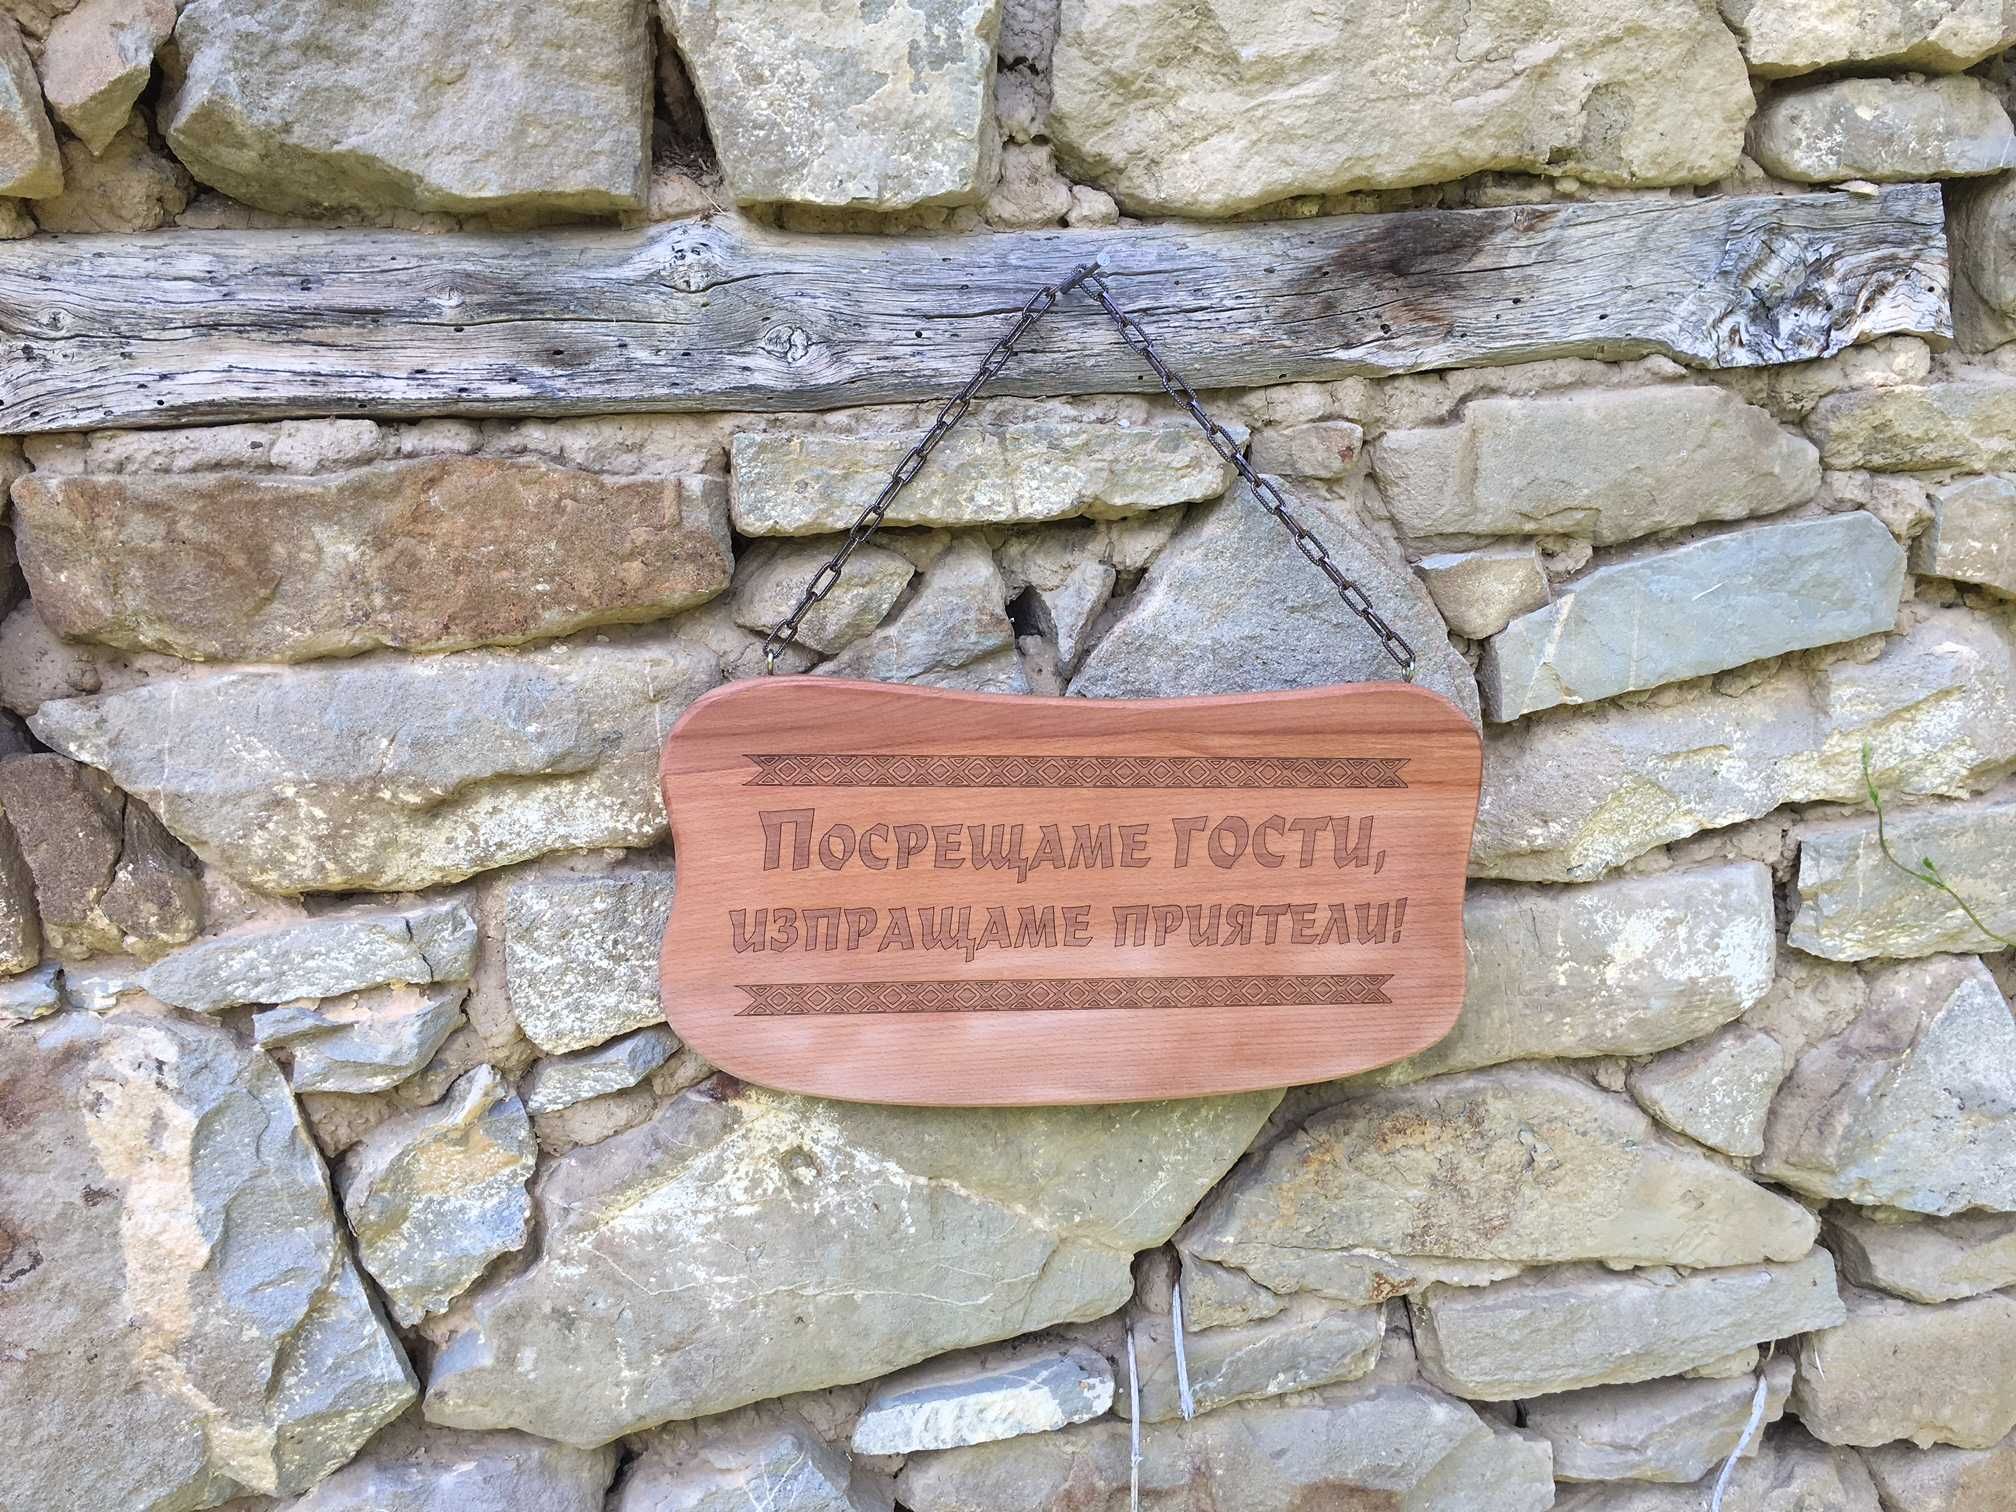 Посрещаме гости,
изпращаме приятели!